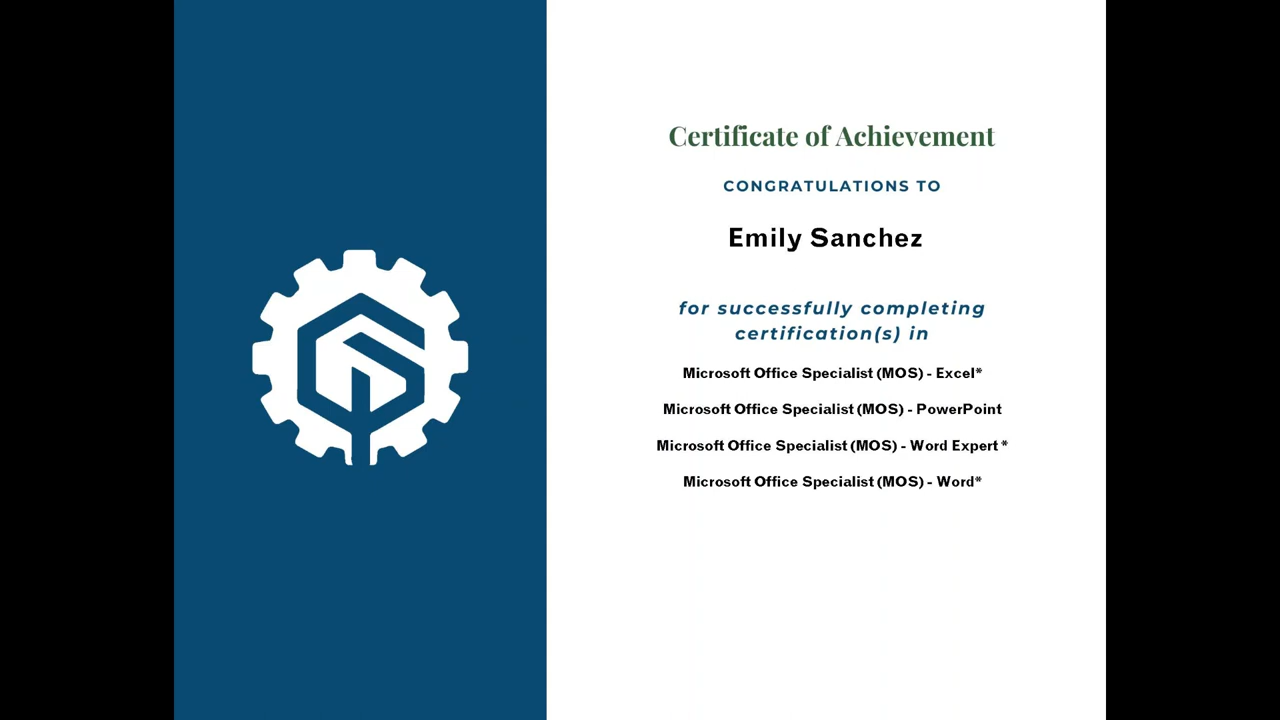 Certificate of Achievement
CONGRATULATIONS TO
Emily Sanchez
for successfully completing
certification(s) in
Microsoft Office Specialist (MOS) - Excel*
Microsoft Office Specialist (MOS) - PowerPoint
Microsoft Office Specialist (MOS) - Word Expert *
Microsoft Office Specialist (MOS) - Word*